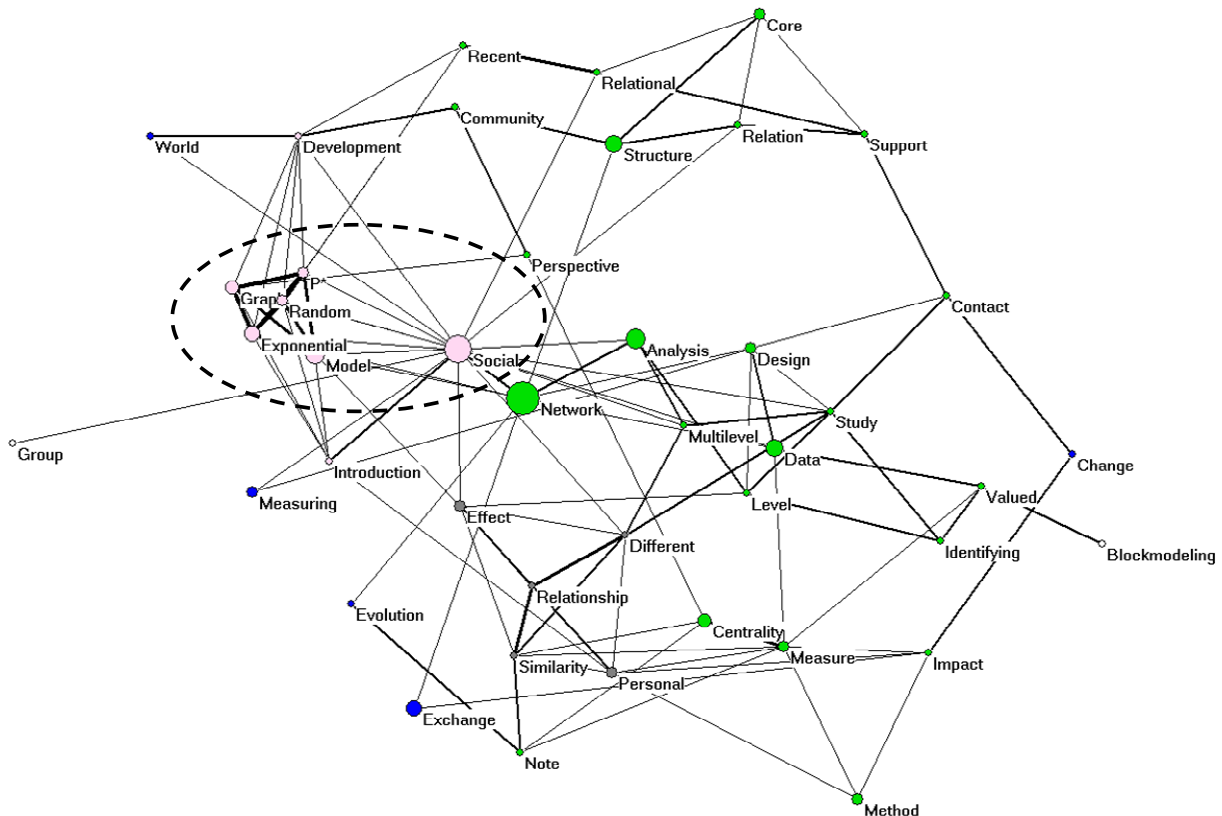 Core
Recent
Relational
Community
Relation
World
Development
Structure
Support
Perspective
P*
Graph
Random
Contact
Exponential
Social
Analysis
Design
Model
Network
Study
Multilevel
Group
Introduction
Data
Change
Measuring
Level
Valued
Effect
Different
Identifying
Blockmodeling
Relationship
Evolution
Centrality
Similarity
Measure
Impact
Personal
Exchange
Note
Method